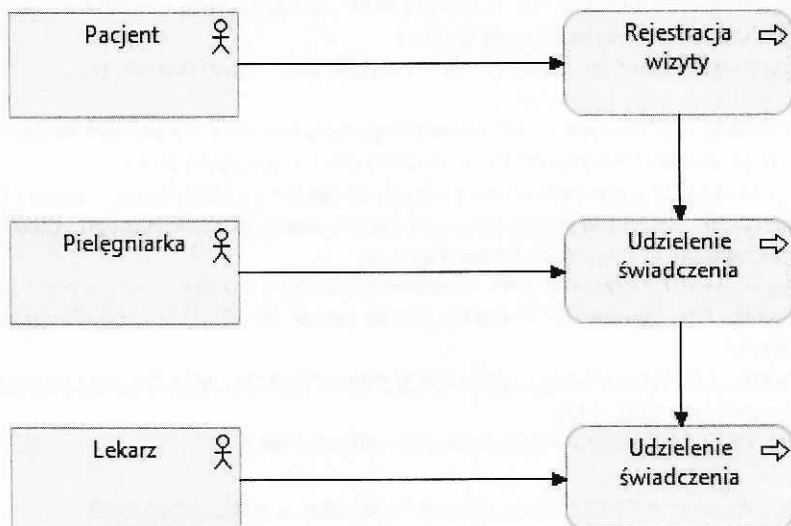 Pacjent
Rejestracja
wizyty
Pielęgniarka
Udzielenie
świadczenia
Lekarz
Udzielenie
świadczenia